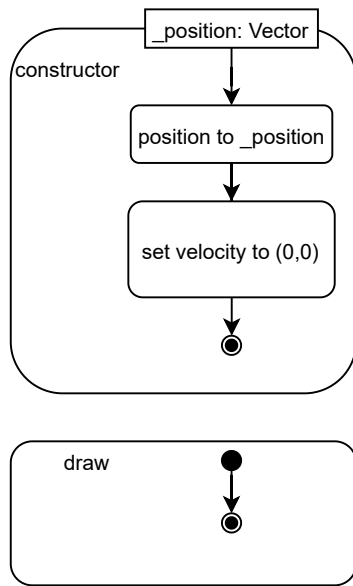 _position: Vector
constructor
position to _position
set velocity to (0,0)
draw